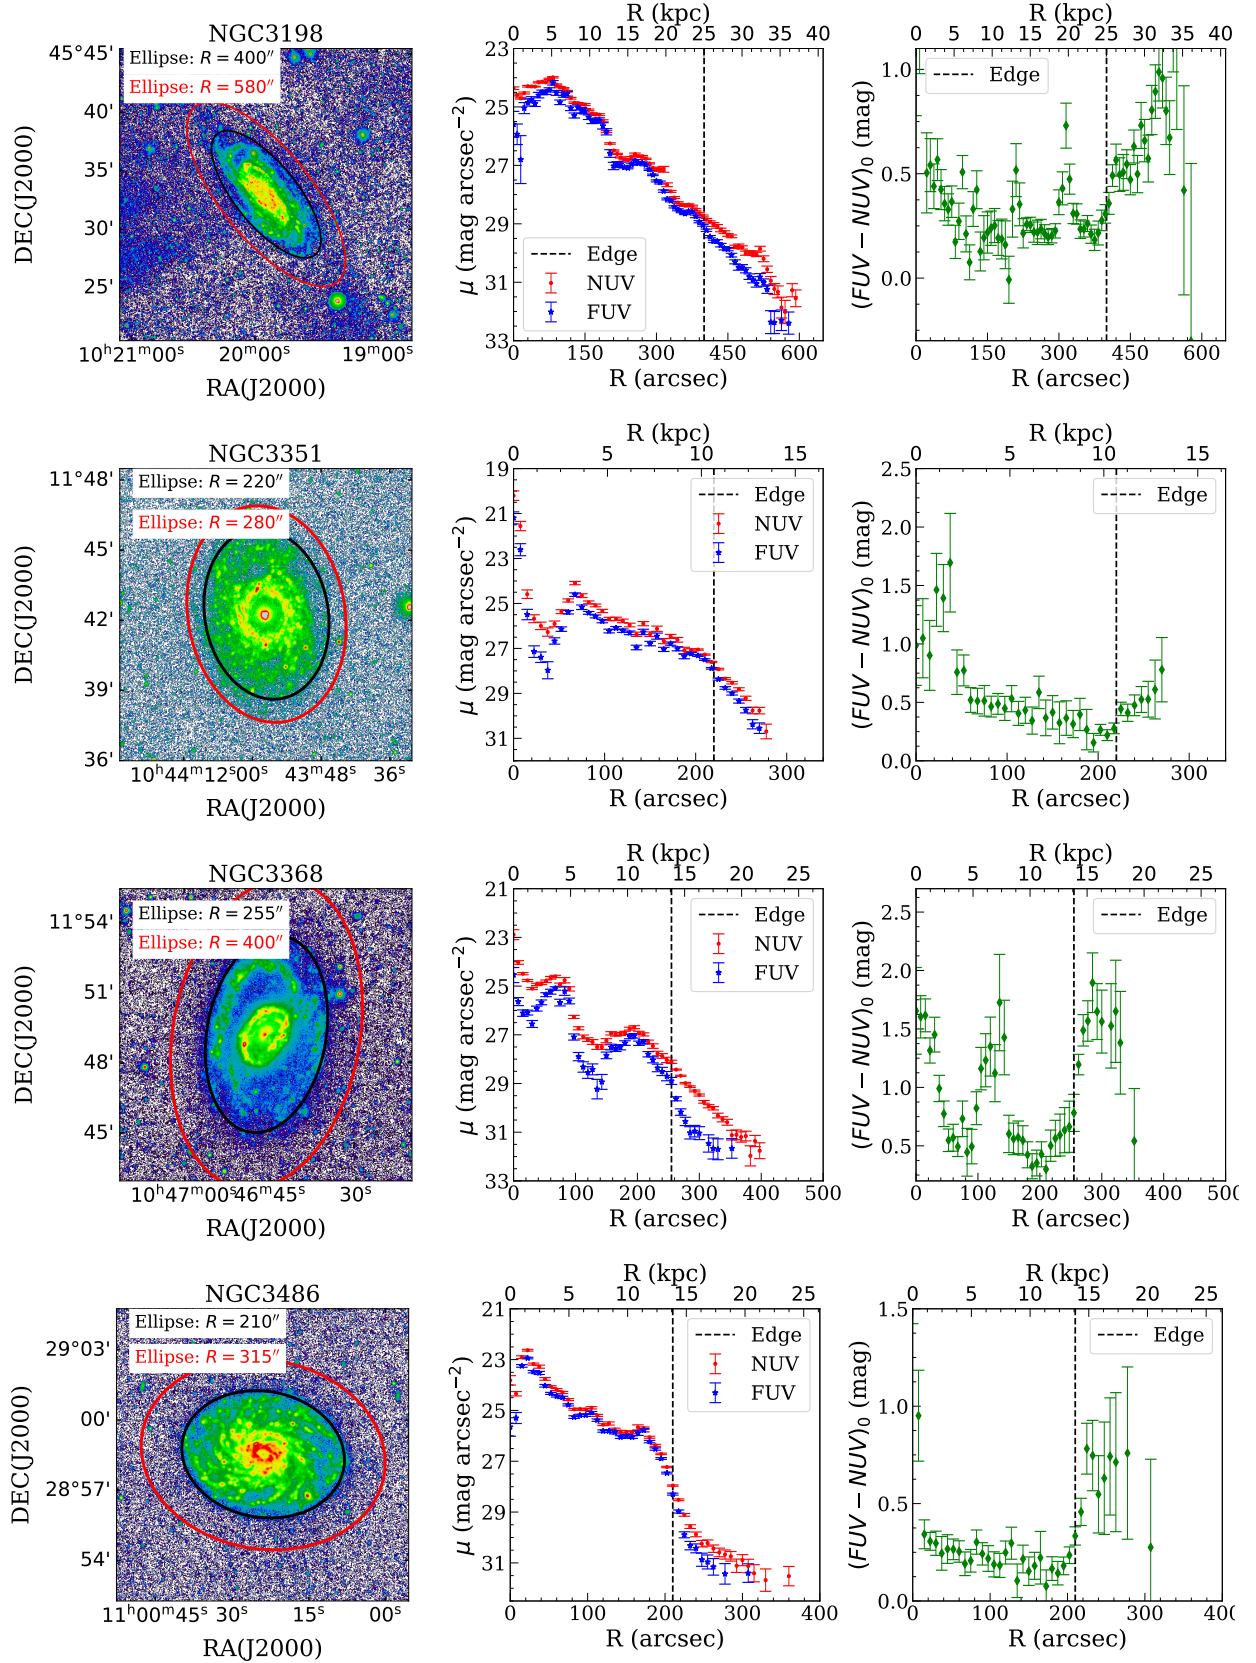 NGC3198
Ellipse: R = 400″
Ellipse: R = 580″
45°45'
40'
35'
30'
25'
DEC(J2000)
10ʰ21ᵐ00ˢ 20ᵐ00ˢ 19ᵐ00ˢ
RA(J2000)
R (kpc)
0 5 10 15 20 25 30 35 40
23
25
27
29
31
33
μ (mag arcsec⁻²)
Edge
NUV
FUV
0 150 300 450 600
R (arcsec)
R (kpc)
0 5 10 15 20 25 30 35 40
1.0
0.5
0.0
(FUV − NUV)₀ (mag)
Edge
0 150 300 450 600
R (arcsec)
NGC3351
Ellipse: R = 220″
Ellipse: R = 280″
11°48'
45'
42'
39'
36'
DEC(J2000)
10ʰ44ᵐ12ˢ00ˢ 43ᵐ48ˢ 36ˢ
RA(J2000)
R (kpc)
0 5 10 15
19
21
23
25
27
29
31
μ (mag arcsec⁻²)
Edge
NUV
FUV
0 100 200 300
R (arcsec)
R (kpc)
0 5 10 15
2.5
2.0
1.5
1.0
0.5
0.0
(FUV − NUV)₀ (mag)
Edge
0 100 200 300
R (arcsec)
NGC3368
Ellipse: R = 255″
Ellipse: R = 400″
11°54'
51'
48'
45'
DEC(J2000)
10ʰ47ᵐ00ˢ46ᵐ45ˢ 30ˢ
RA(J2000)
R (kpc)
0 5 10 15 20 25
21
23
25
27
29
31
33
μ (mag arcsec⁻²)
Edge
NUV
FUV
0 100 200 300 400 500
R (arcsec)
R (kpc)
0 5 10 15 20 25
2.5
2.0
1.5
1.0
0.5
(FUV − NUV)₀ (mag)
Edge
0 100 200 300 400 500
R (arcsec)
NGC3486
Ellipse: R = 210″
Ellipse: R = 315″
29°03'
00'
28°57'
54'
DEC(J2000)
11ʰ00ᵐ45ˢ 30ˢ 15ˢ 00ˢ
RA(J2000)
R (kpc)
0 5 10 15 20 25
21
23
25
27
29
31
μ (mag arcsec⁻²)
Edge
NUV
FUV
0 100 200 300 400
R (arcsec)
R (kpc)
0 5 10 15 20 25
1.5
1.0
0.5
0.0
(FUV − NUV)₀ (mag)
Edge
0 100 200 300 400
R (arcsec)